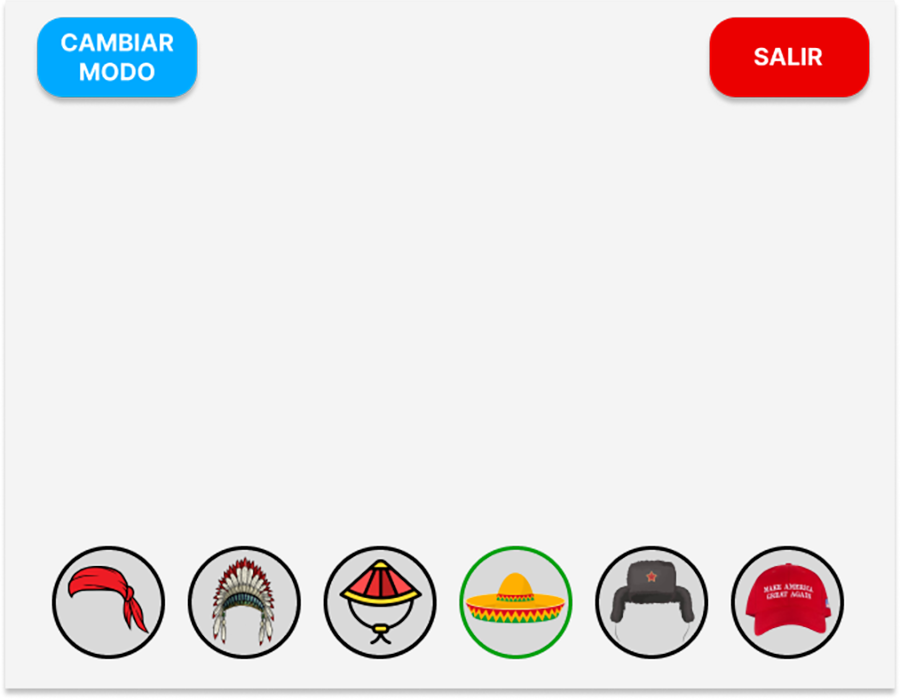 CAMBIAR
MODO
SALIR
MAKE AMERICA
GREAT AGAIN